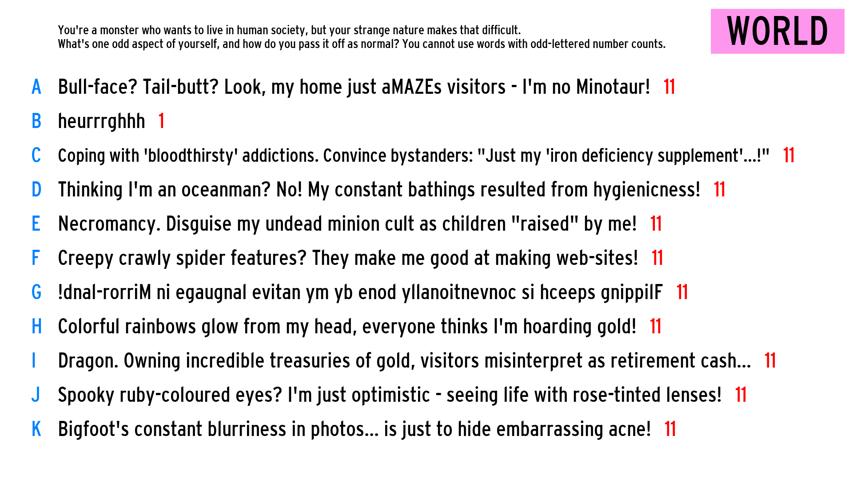 You're a monster who wants to live in human society, but your strange nature makes that difficult.
What's one odd aspect of yourself, and how do you pass it off as normal? You cannot use words with odd-lettered number counts.
WORLD
A Bull-face? Tail-butt? Look, my home just aMAZEs visitors - I'm no Minotaur! 11
B heurrrghhh 1
C Coping with 'bloodthirsty' addictions. Convince bystanders: "Just my 'iron deficiency supplement'...!" 11
D Thinking I'm an oceanman? No! My constant bathings resulted from hygienicness! 11
E Necromancy. Disguise my undead minion cult as children "raised" by me! 11
F Creepy crawly spider features? They make me good at making web-sites! 11
G !dnal-rorriM ni egaugnal evitan ym yb enod yllanoitnevnoc si hceeps gnippilF 11
H Colorful rainbows glow from my head, everyone thinks I'm hoarding gold! 11
I Dragon. Owning incredible treasuries of gold, visitors misinterpret as retirement cash... 11
J Spooky ruby-coloured eyes? I'm just optimistic - seeing life with rose-tinted lenses! 11
K Bigfoot's constant blurriness in photos... is just to hide embarrassing acne! 11